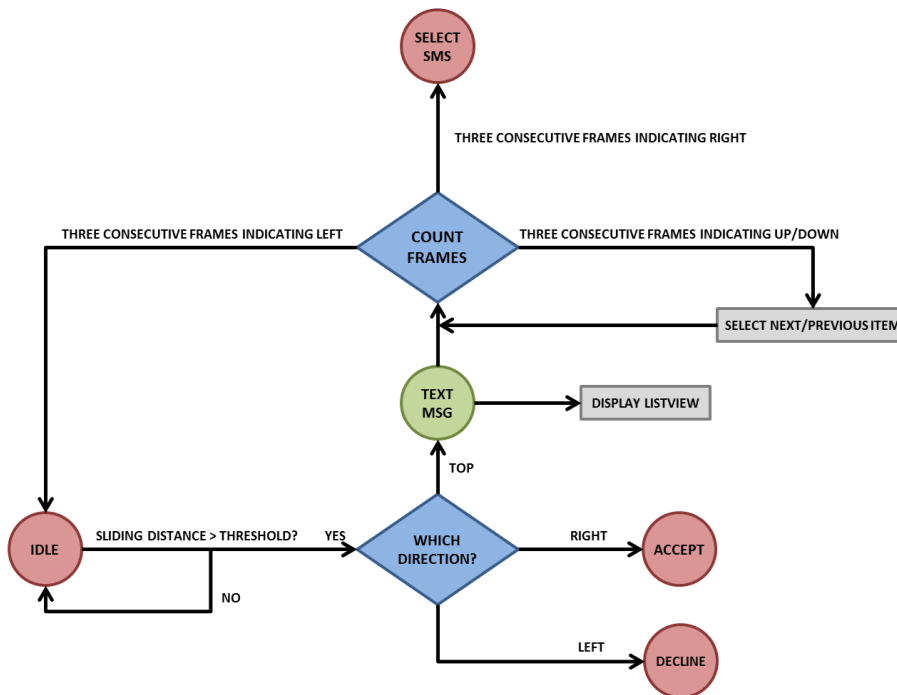 SELECT
SMS
THREE CONSECUTIVE FRAMES INDICATING RIGHT
THREE CONSECUTIVE FRAMES INDICATING LEFT
COUNT
FRAMES
THREE CONSECUTIVE FRAMES INDICATING UP/DOWN
SELECT NEXT/PREVIOUS ITEM
TEXT
MSG
DISPLAY LISTVIEW
TOP
IDLE
SLIDING DISTANCE > THRESHOLD?
YES
WHICH
DIRECTION?
RIGHT
ACCEPT
NO
LEFT
DECLINE